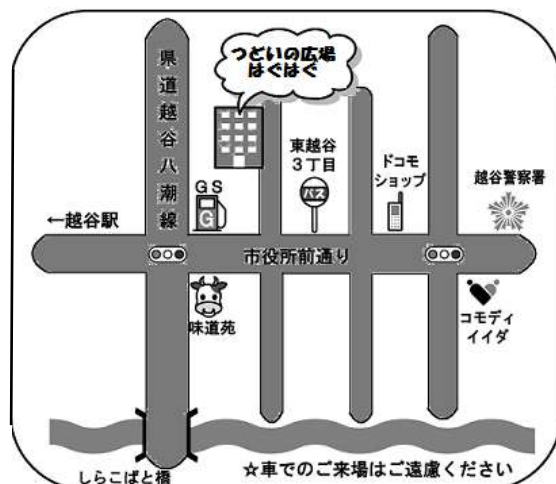 つどいの広場
はぐはぐ
県道越谷八潮線
東越谷
3丁目
バス
ドコモ
ショップ
越谷警察署
GS
G
←越谷駅
市役所前通り
味道苑
コモディ
イイダ
しらこばと橋
☆車でのご来場はご遠慮ください